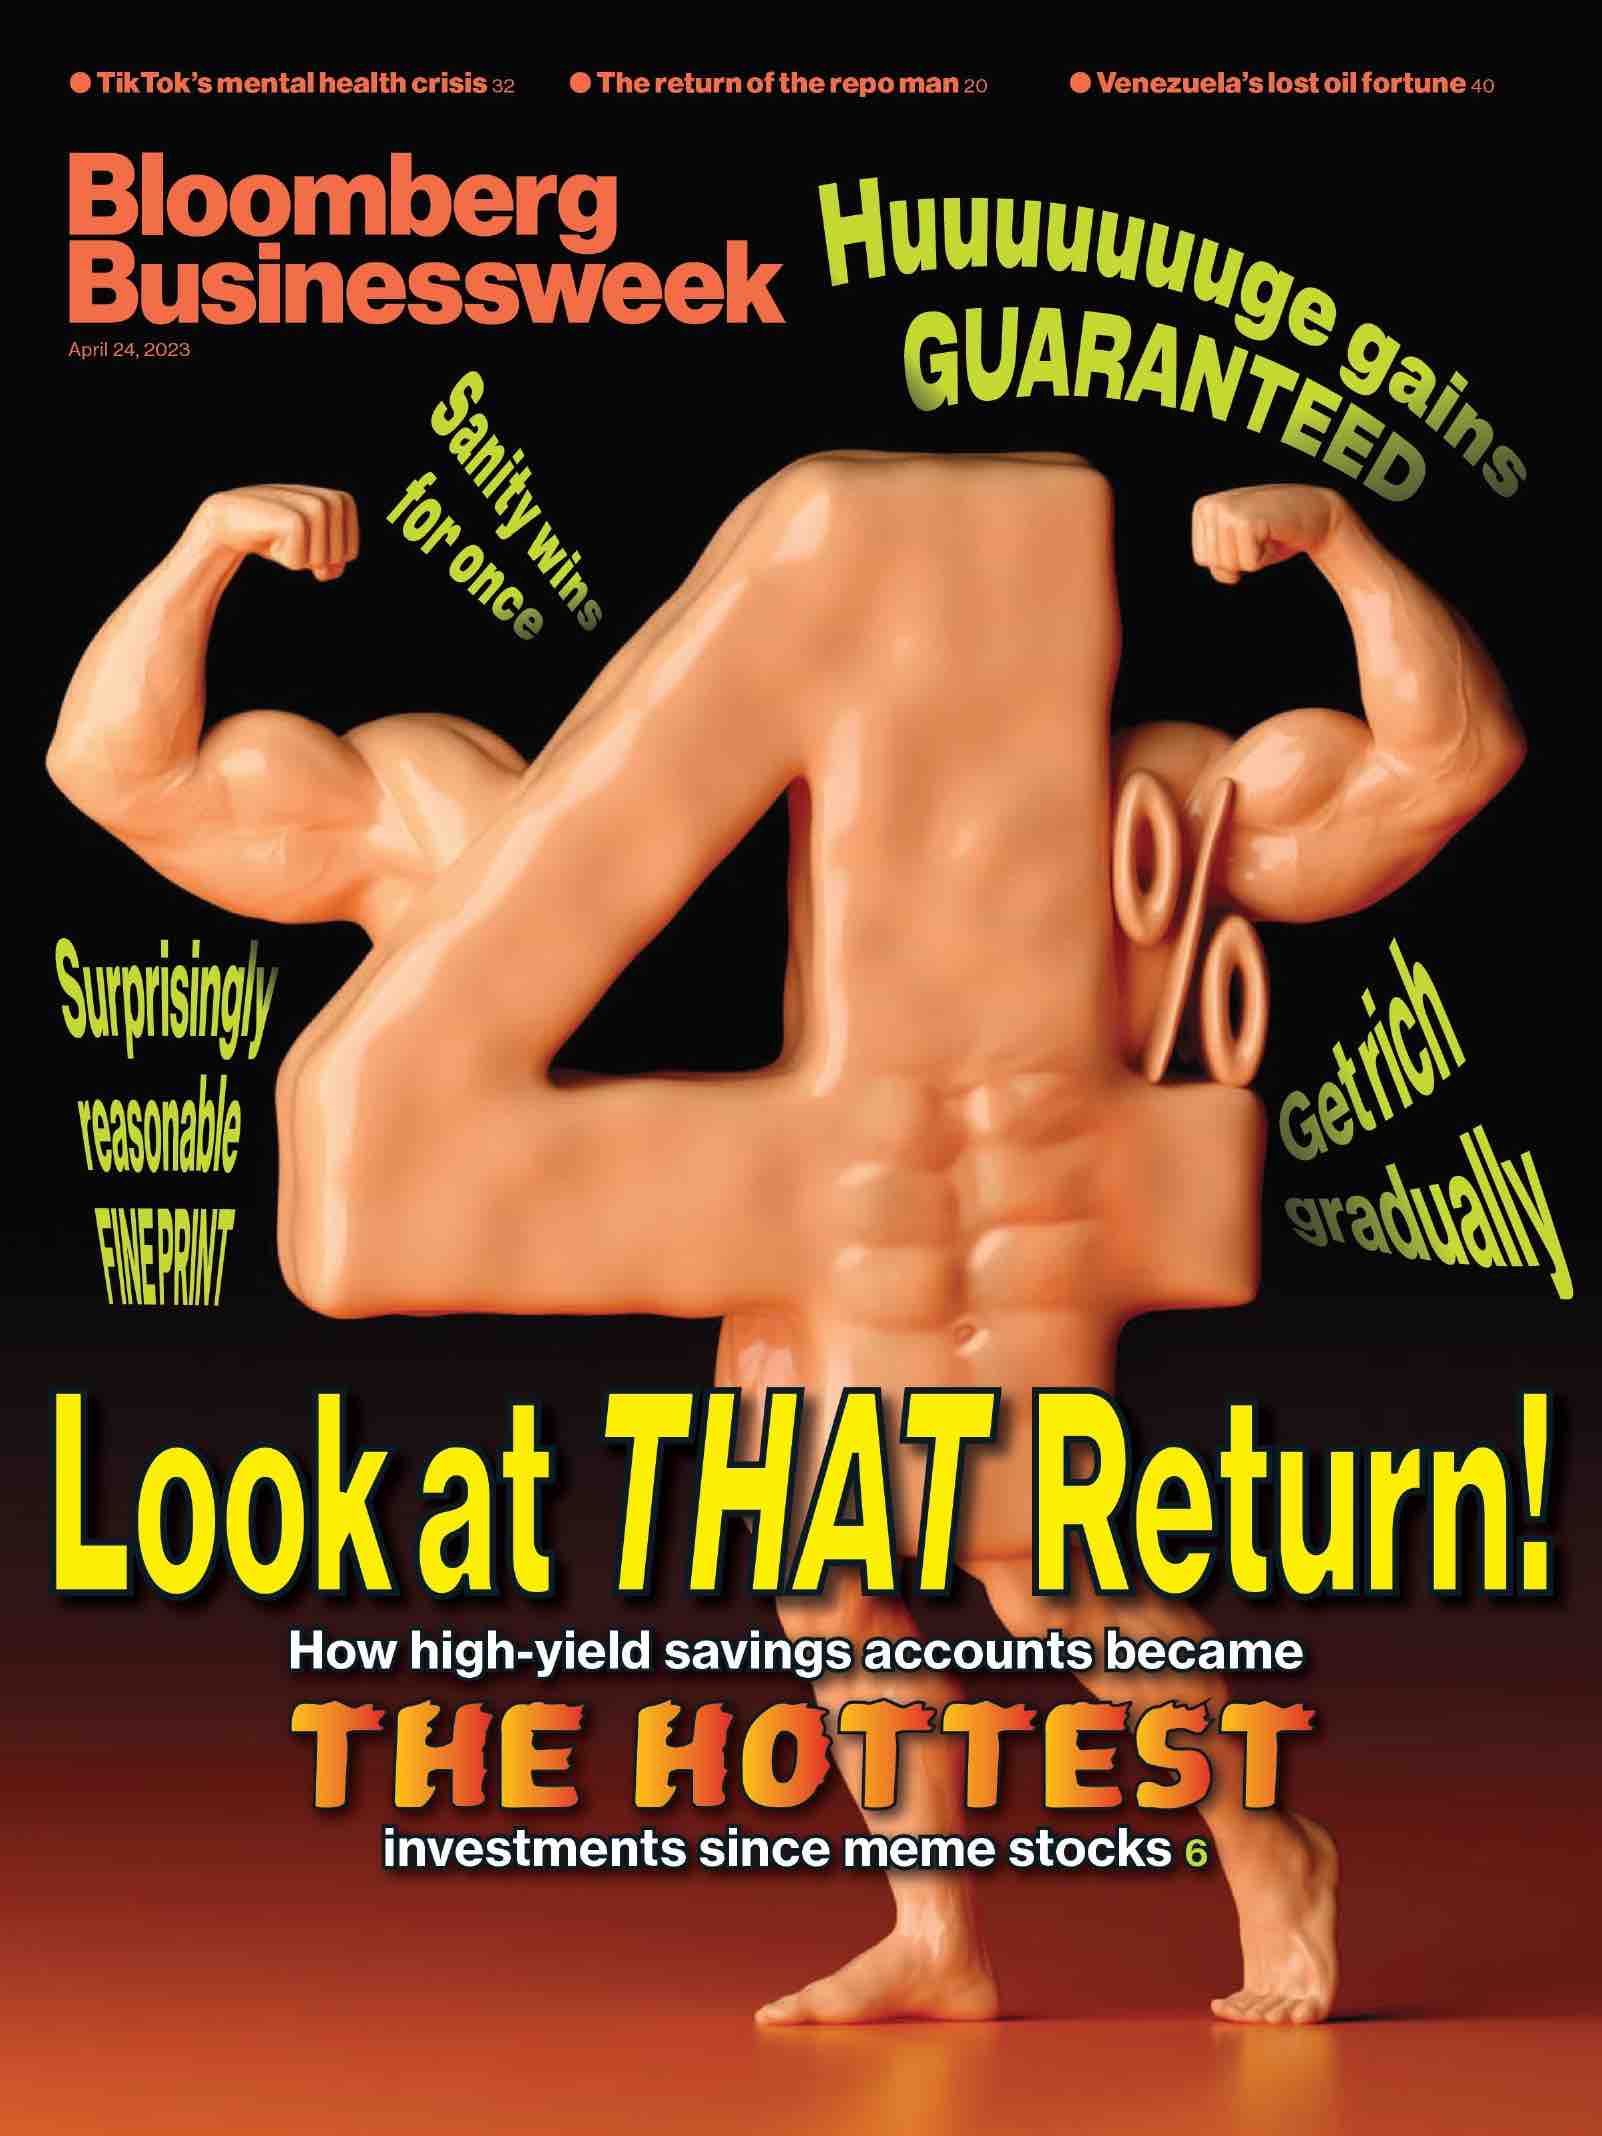 ● TikTok's mental health crisis 32
● The return of the repo man 20
● Venezuela's lost oil fortune 40
Bloomberg
Businessweek
April 24, 2023
Huuuuuuuge gains
GUARANTEED
Sanity wins
for once
4%
Surprisingly
reasonable
FINE PRINT
Get rich
gradually
Look at THAT Return!
How high-yield savings accounts became
THE HOTTEST
investments since meme stocks 6